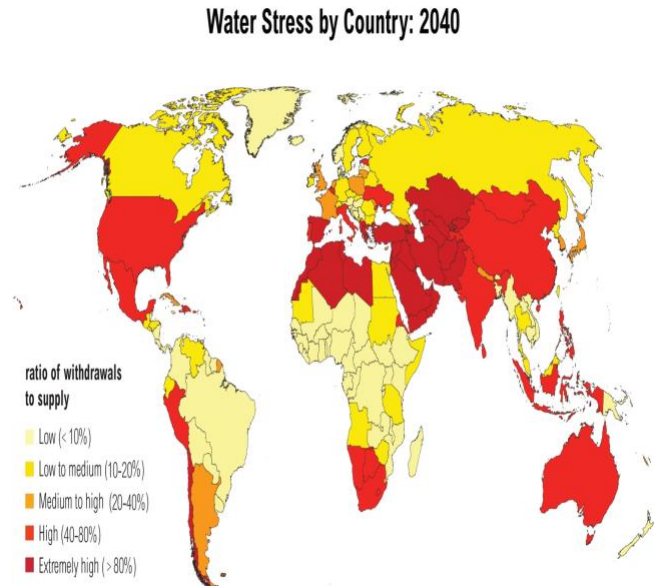 Water Stress by Country: 2040
ratio of withdrawals
to supply
Low (< 10%)
Low to medium (10-20%)
Medium to high (20-40%)
High (40-80%)
Extremely high (> 80%)